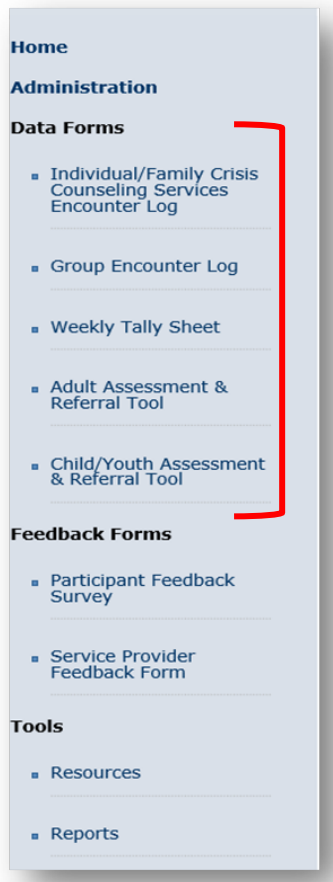 Home
Administration
Data Forms
Individual/Family Crisis
Counseling Services
Encounter Log
Group Encounter Log
Weekly Tally Sheet
Adult Assessment &
Referral Tool
Child/Youth Assessment
& Referral Tool
Feedback Forms
Participant Feedback
Survey
Service Provider
Feedback Form
Tools
Resources
Reports